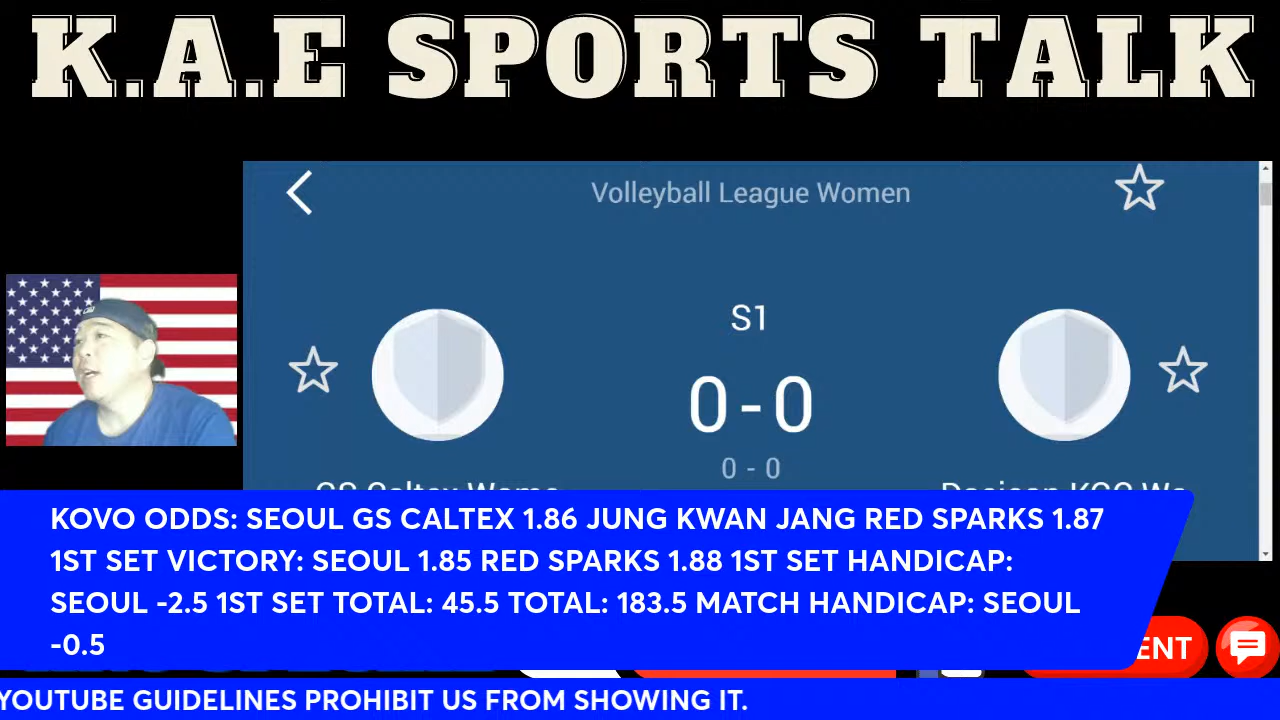 K.A.E SPORTS TALK
Volleyball League Women
S1
0 - 0
0 - 0
KOVO ODDS: SEOUL GS CALTEX 1.86 JUNG KWAN JANG RED SPARKS 1.87
1ST SET VICTORY: SEOUL 1.85 RED SPARKS 1.88 1ST SET HANDICAP:
SEOUL -2.5 1ST SET TOTAL: 45.5 TOTAL: 183.5 MATCH HANDICAP: SEOUL
-0.5
YOUTUBE GUIDELINES PROHIBIT US FROM SHOWING IT.